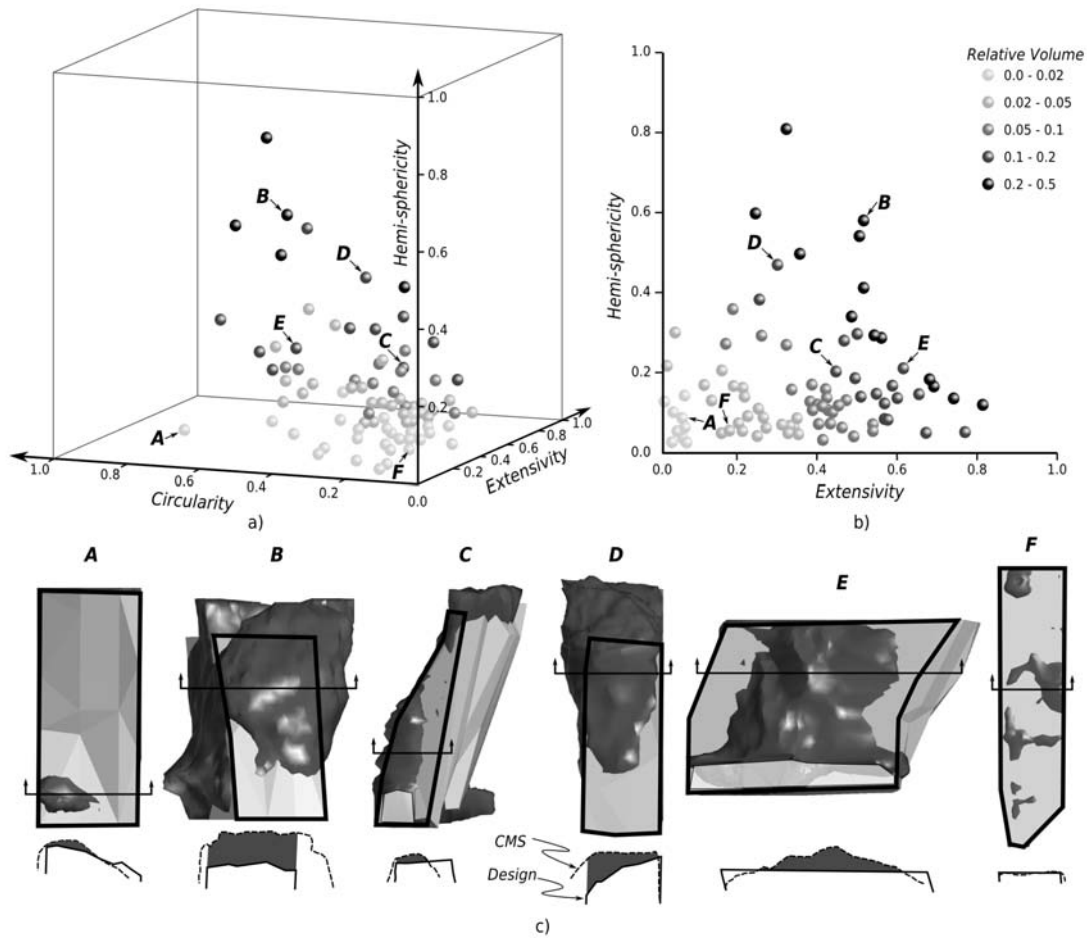 1.0
0.8
Hemi-sphericity
0.6
0.4
0.2
B
D
E
C
A
F
1.0
0.8
0.6
0.4
0.2
0.0
Circularity
0.2
0.4
0.6
0.8
1.0
Extensivity
a)
1.0
0.8
0.6
0.4
0.2
0.0
Hemi-sphericity
B
D
C
E
F
A
0.0
0.2
0.4
0.6
0.8
1.0
Extensivity
b)
Relative Volume
0.0 - 0.02
0.02 - 0.05
0.05 - 0.1
0.1 - 0.2
0.2 - 0.5
A
B
C
D
E
F
CMS
Design
c)